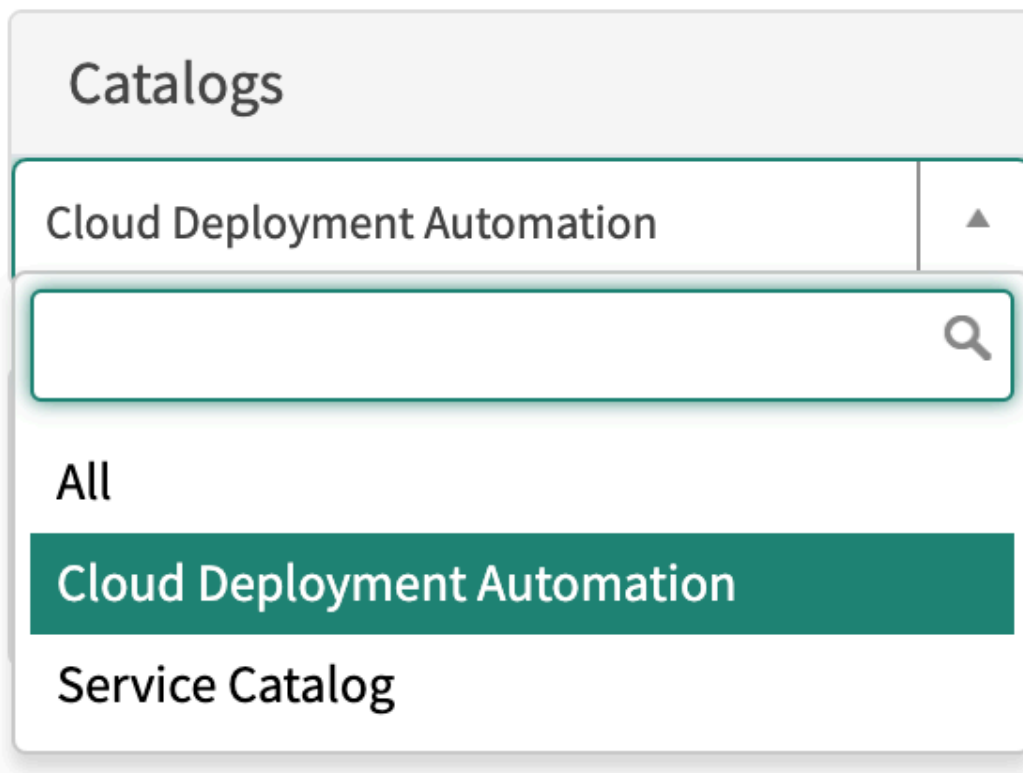 Catalogs
Cloud Deployment Automation
All
Cloud Deployment Automation
Service Catalog